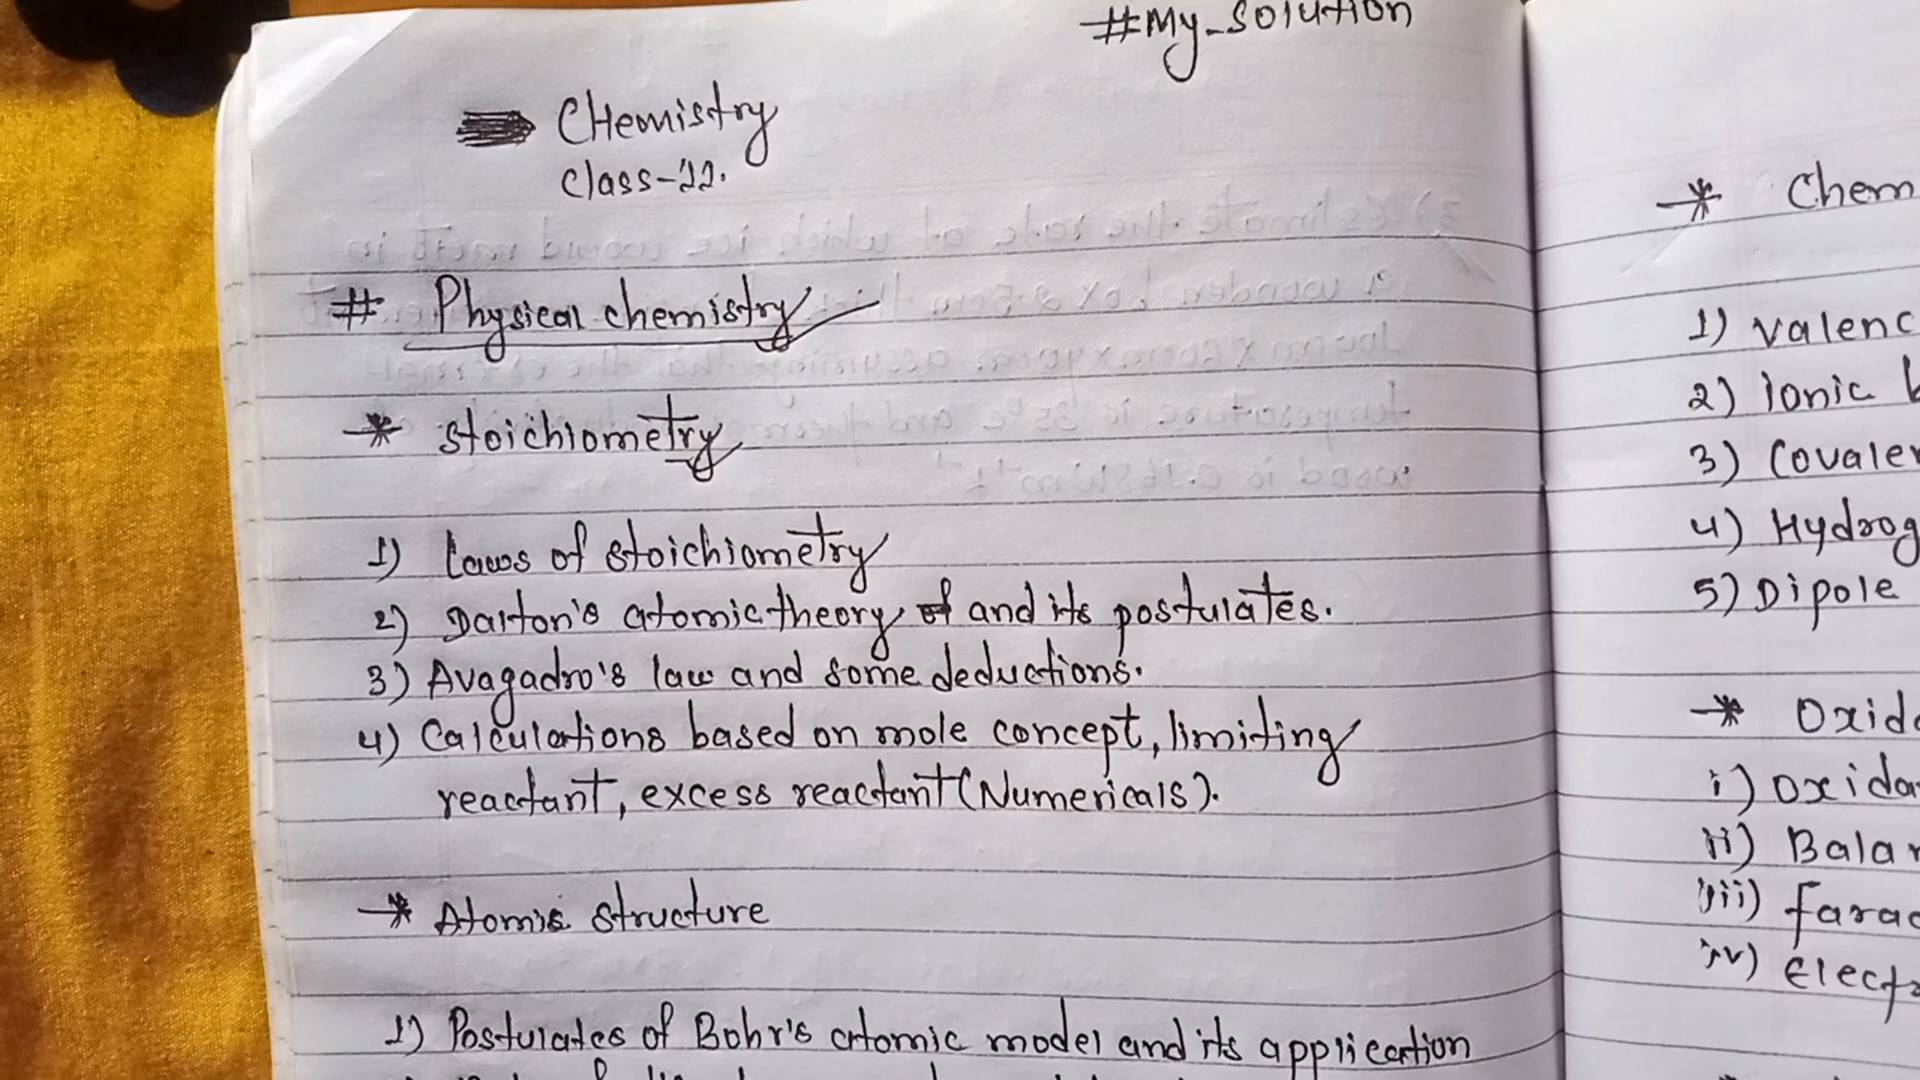 #My_Solution
Chemistry
Class-11.
# Physical chemistry
* Stoichiometry
1) Laws of stoichiometry
2) Dalton's atomic theory and its postulates.
3) Avagadro's law and some deductions.
4) Calculations based on mole concept, limiting
reactant, excess reactant (Numericals).
* Atomic structure
1) Postulates of Bohr's atomic model and its application
* Chem
1) Valenc
2) Ionic b
3) Covale
4) Hydrog
5) Dipole
* Oxid
i) Oxida
ii) Bala
iii) Farad
iv) Elect